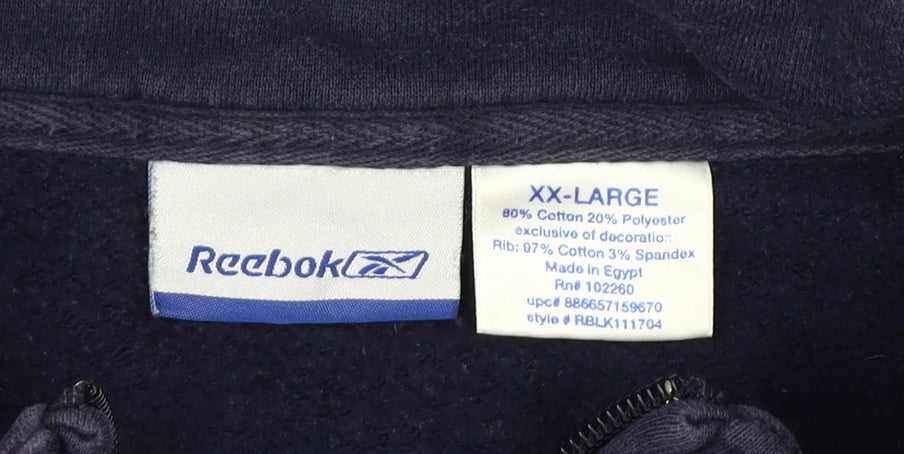 Reebok
XX-LARGE
80% Cotton 20% Polyester
exclusive of decoration
Rib: 97% Cotton 3% Spandex
Made in Egypt
Rn# 102260
upc# 886657159670
style # RBLK111704